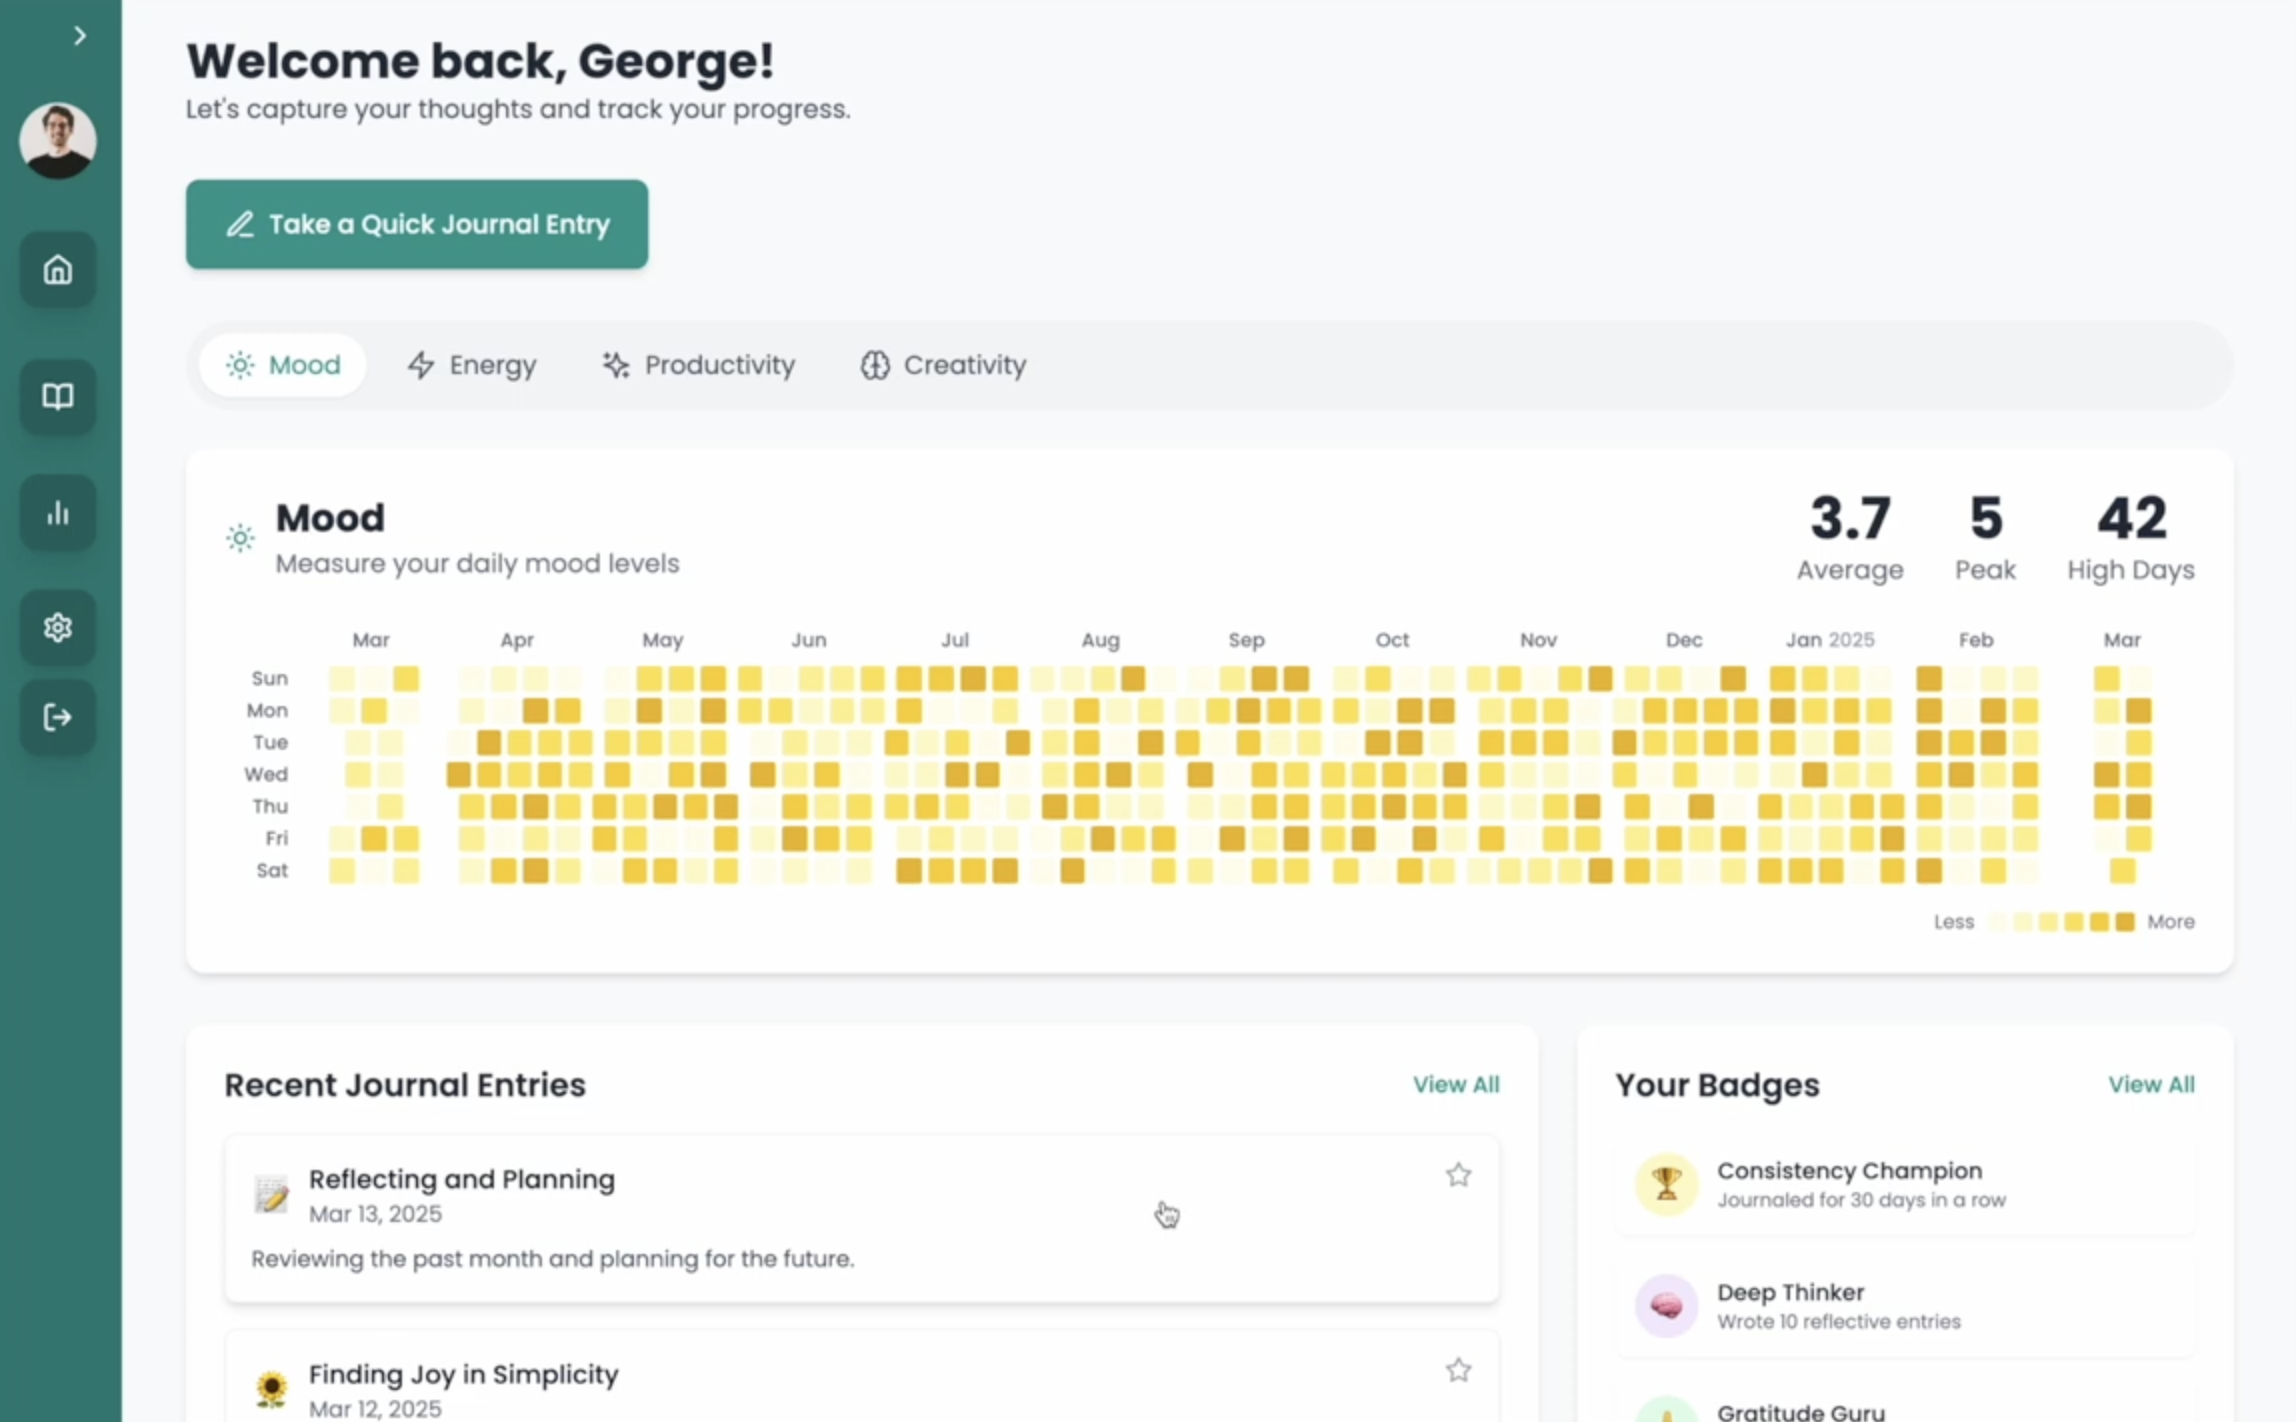 Welcome back, George!
Let's capture your thoughts and track your progress.
Take a Quick Journal Entry
Mood Energy Productivity Creativity
Mood
Measure your daily mood levels
3.7 5 42
Average Peak High Days
Mar Apr May Jun Jul Aug Sep Oct Nov Dec Jan 2025 Feb Mar
Sun
Mon
Tue
Wed
Thu
Fri
Sat
Less More
Recent Journal Entries View All
Reflecting and Planning
Mar 13, 2025
Reviewing the past month and planning for the future.
Finding Joy in Simplicity
Mar 12, 2025
Your Badges View All
Consistency Champion
Journaled for 30 days in a row
Deep Thinker
Wrote 10 reflective entries
Gratitude Guru